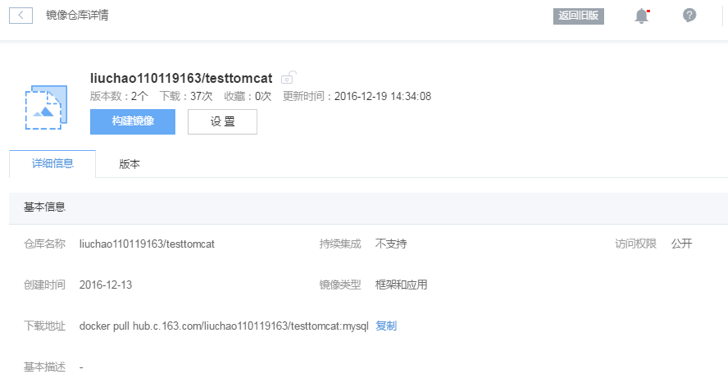 镜像仓库详情 返回旧版
liuchao110119163/testtomcat
版本数：2个 下载：37次 收藏：0次 更新时间：2016-12-19 14:34:08
构建镜像 设 置
详细信息 版本
基本信息
仓库名称 liuchao110119163/testtomcat 持续集成 不支持 访问权限 公开
创建时间 2016-12-13 镜像类型 框架和应用
下载地址 docker pull hub.c.163.com/liuchao110119163/testtomcat:mysql 复制
基本描述 -